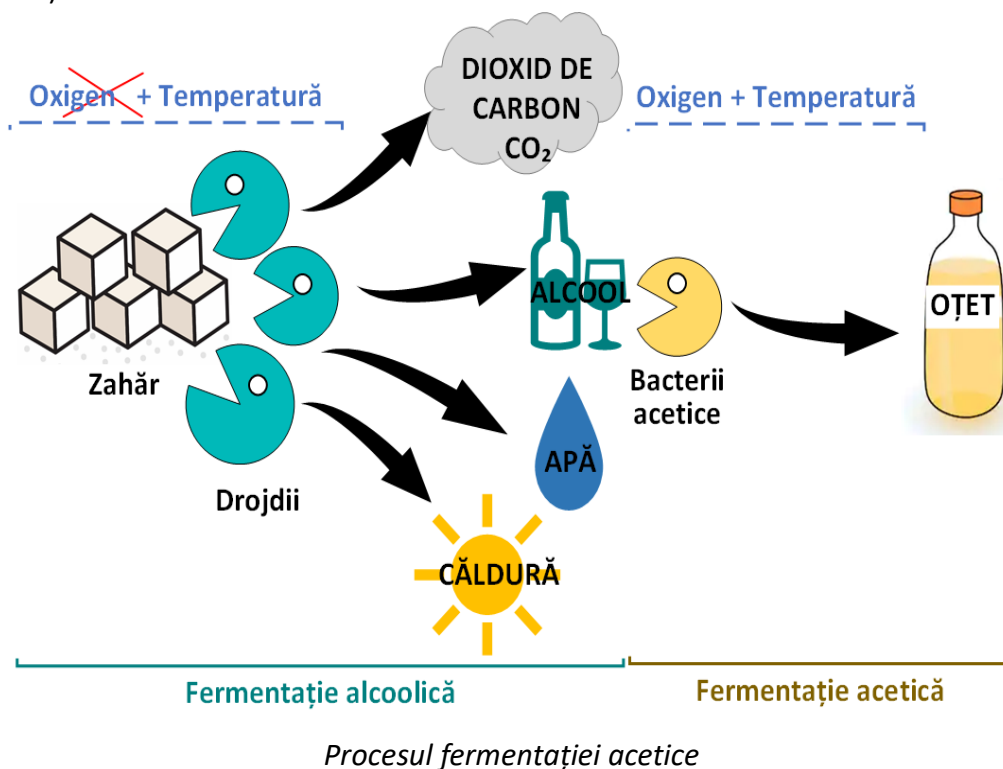 Oxigen + Temperatură
DIOXID DE
CARBON
CO₂
Oxigen + Temperatură
Zahăr
Drojdii
ALCOOL
Bacterii
acetice
OȚET
APĂ
CĂLDURĂ
Fermentație alcoolică
Fermentație acetică
Procesul fermentației acetice